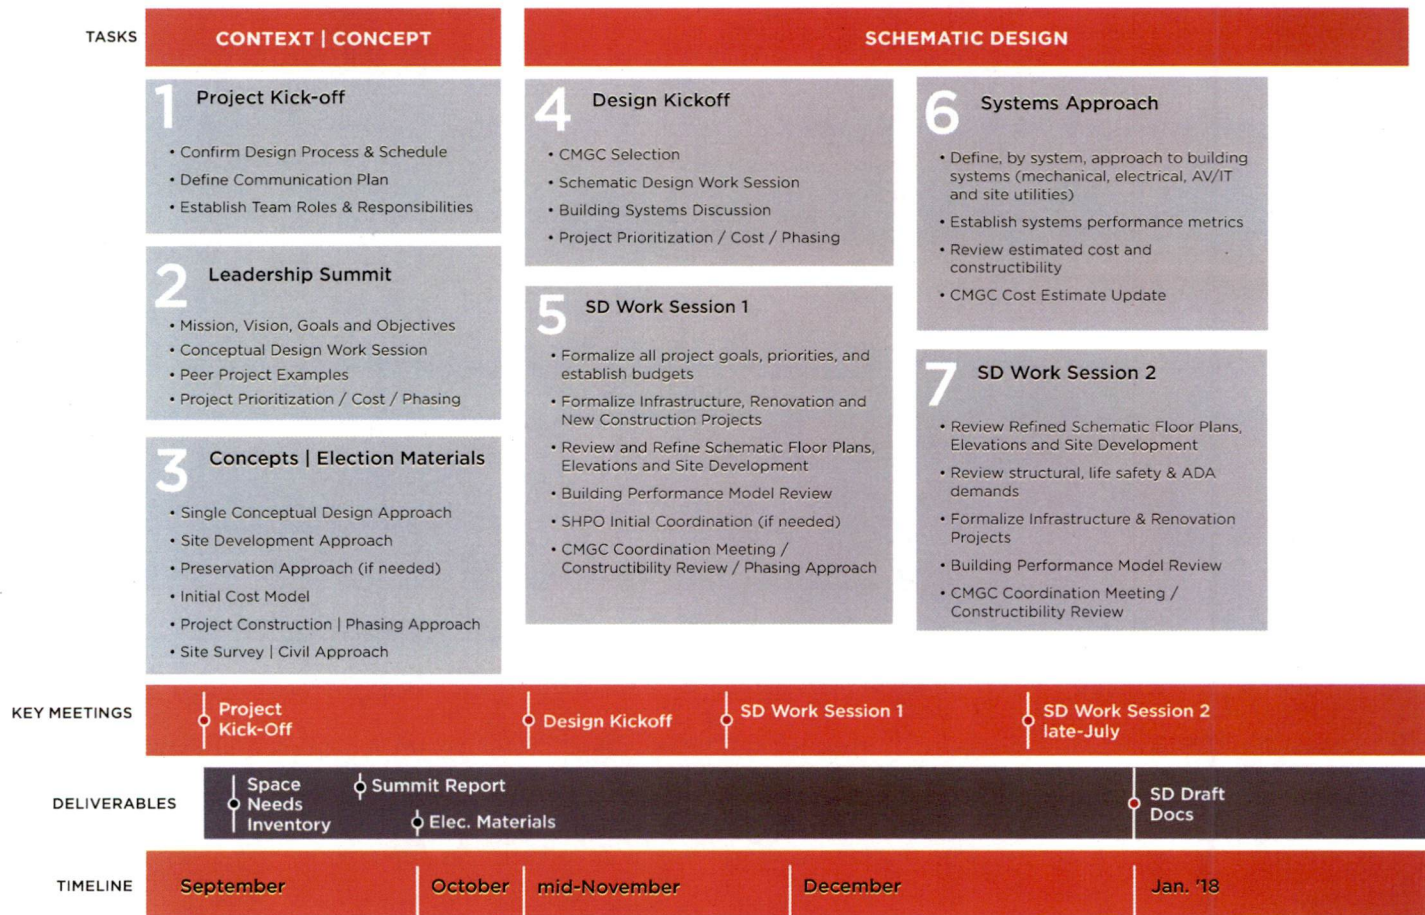 TASKS
CONTEXT | CONCEPT
SCHEMATIC DESIGN
1
Project Kick-off
• Confirm Design Process & Schedule
• Define Communication Plan
• Establish Team Roles & Responsibilities
2
Leadership Summit
• Mission, Vision, Goals and Objectives
• Conceptual Design Work Session
• Peer Project Examples
• Project Prioritization / Cost / Phasing
3
Concepts | Election Materials
• Single Conceptual Design Approach
• Site Development Approach
• Preservation Approach (if needed)
• Initial Cost Model
• Project Construction | Phasing Approach
• Site Survey | Civil Approach
4
Design Kickoff
• CMGC Selection
• Schematic Design Work Session
• Building Systems Discussion
• Project Prioritization / Cost / Phasing
5
SD Work Session 1
• Formalize all project goals, priorities, and
establish budgets
• Formalize Infrastructure, Renovation and
New Construction Projects
• Review and Refine Schematic Floor Plans,
Elevations and Site Development
• Building Performance Model Review
• SHPO Initial Coordination (if needed)
• CMGC Coordination Meeting /
Constructibility Review / Phasing Approach
6
Systems Approach
• Define, by system, approach to building
systems (mechanical, electrical, AV/IT
and site utilities)
• Establish systems performance metrics
• Review estimated cost and
constructibility
• CMGC Cost Estimate Update
7
SD Work Session 2
• Review Refined Schematic Floor Plans,
Elevations and Site Development
• Review structural, life safety & ADA
demands
• Formalize Infrastructure & Renovation
Projects
• Building Performance Model Review
• CMGC Coordination Meeting /
Constructibility Review
KEY MEETINGS
Project
Kick-Off
Design Kickoff
SD Work Session 1
SD Work Session 2
late-July
DELIVERABLES
Space
Needs
Inventory
Summit Report
Elec. Materials
SD Draft
Docs
TIMELINE
September
October
mid-November
December
Jan. '18